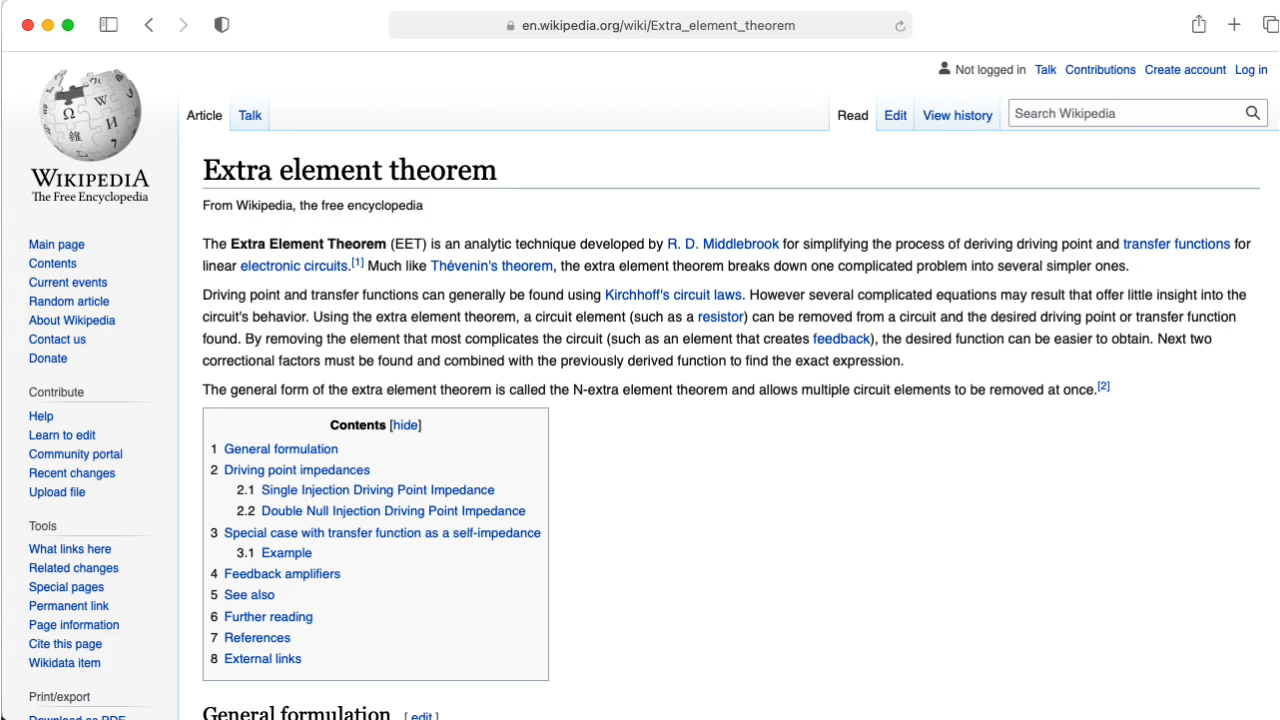 en.wikipedia.org/wiki/Extra_element_theorem
Not logged in Talk Contributions Create account Log in
Article Talk Read Edit View history Search Wikipedia
WIKIPEDIA
The Free Encyclopedia
Main page
Contents
Current events
Random article
About Wikipedia
Contact us
Donate
Contribute
Help
Learn to edit
Community portal
Recent changes
Upload file
Tools
What links here
Related changes
Special pages
Permanent link
Page information
Cite this page
Wikidata item
Print/export
Download as PDF
Extra element theorem
From Wikipedia, the free encyclopedia
The Extra Element Theorem (EET) is an analytic technique developed by R. D. Middlebrook for simplifying the process of deriving driving point and transfer functions for
linear electronic circuits.[1] Much like Thévenin's theorem, the extra element theorem breaks down one complicated problem into several simpler ones.
Driving point and transfer functions can generally be found using Kirchhoff's circuit laws. However several complicated equations may result that offer little insight into the
circuit's behavior. Using the extra element theorem, a circuit element (such as a resistor) can be removed from a circuit and the desired driving point or transfer function
found. By removing the element that most complicates the circuit (such as an element that creates feedback), the desired function can be easier to obtain. Next two
correctional factors must be found and combined with the previously derived function to find the exact expression.
The general form of the extra element theorem is called the N-extra element theorem and allows multiple circuit elements to be removed at once.[2]
Contents [hide]
1 General formulation
2 Driving point impedances
2.1 Single Injection Driving Point Impedance
2.2 Double Null Injection Driving Point Impedance
3 Special case with transfer function as a self-impedance
3.1 Example
4 Feedback amplifiers
5 See also
6 Further reading
7 References
8 External links
General formulation [ edit ]